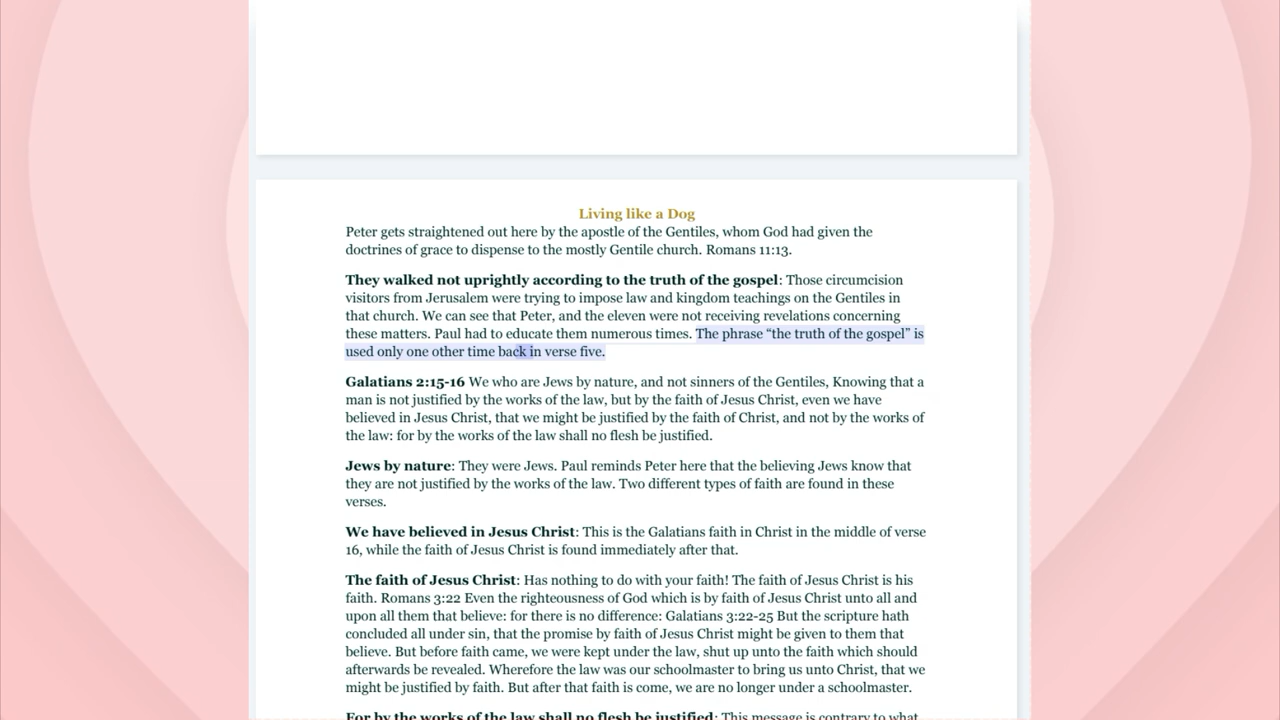 Living like a Dog
Peter gets straightened out here by the apostle of the Gentiles, whom God had given the
doctrines of grace to dispense to the mostly Gentile church. Romans 11:13.
They walked not uprightly according to the truth of the gospel: Those circumcision
visitors from Jerusalem were trying to impose law and kingdom teachings on the Gentiles in
that church. We can see that Peter, and the eleven were not receiving revelations concerning
these matters. Paul had to educate them numerous times. The phrase “the truth of the gospel” is
used only one other time back in verse five.
Galatians 2:15-16 We who are Jews by nature, and not sinners of the Gentiles, Knowing that a
man is not justified by the works of the law, but by the faith of Jesus Christ, even we have
believed in Jesus Christ, that we might be justified by the faith of Christ, and not by the works of
the law: for by the works of the law shall no flesh be justified.
Jews by nature: They were Jews. Paul reminds Peter here that the believing Jews know that
they are not justified by the works of the law. Two different types of faith are found in these
verses.
We have believed in Jesus Christ: This is the Galatians faith in Christ in the middle of verse
16, while the faith of Jesus Christ is found immediately after that.
The faith of Jesus Christ: Has nothing to do with your faith! The faith of Jesus Christ is his
faith. Romans 3:22 Even the righteousness of God which is by faith of Jesus Christ unto all and
upon all them that believe: for there is no difference: Galatians 3:22-25 But the scripture hath
concluded all under sin, that the promise by faith of Jesus Christ might be given to them that
believe. But before faith came, we were kept under the law, shut up unto the faith which should
afterwards be revealed. Wherefore the law was our schoolmaster to bring us unto Christ, that we
might be justified by faith. But after that faith is come, we are no longer under a schoolmaster.
For by the works of the law shall no flesh be justified: This message is contrary to what